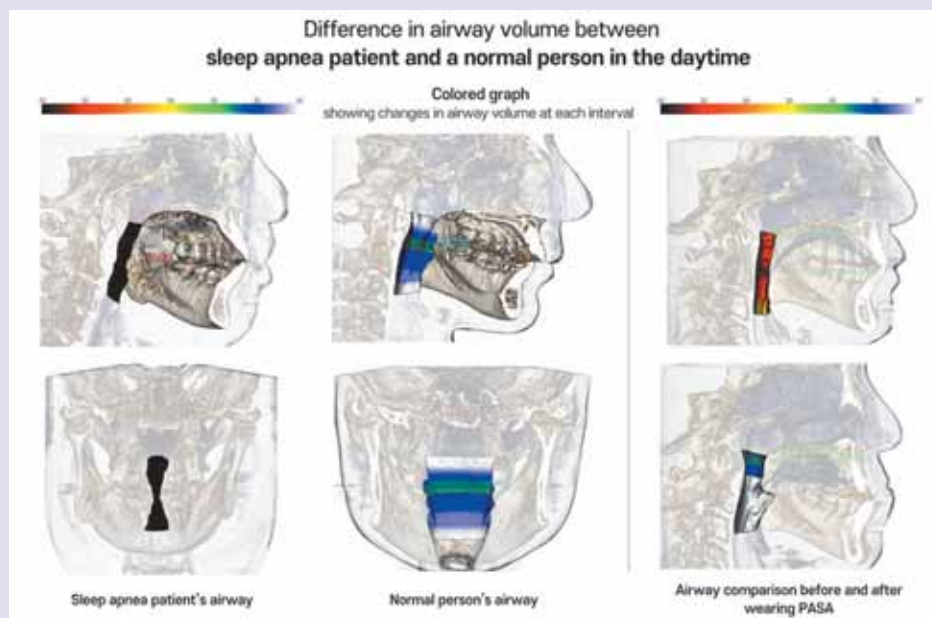 Difference in airway volume between
sleep apnea patient and a normal person in the daytime
Colored graph
showing changes in airway volume at each interval
Sleep apnea patient's airway
Normal person's airway
Airway comparison before and after
wearing PASA